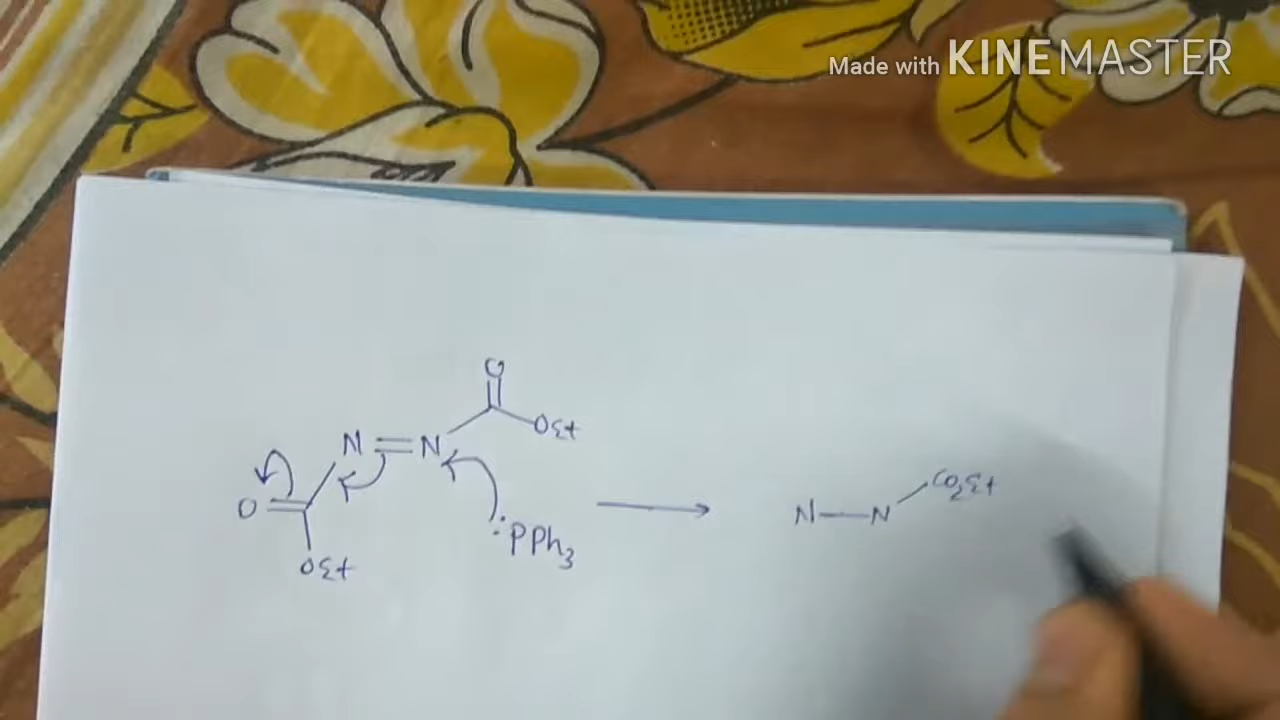 Made with KINEMASTER
O
N=N
OEt
O
OEt
:PPh3
N—N
CO2Et